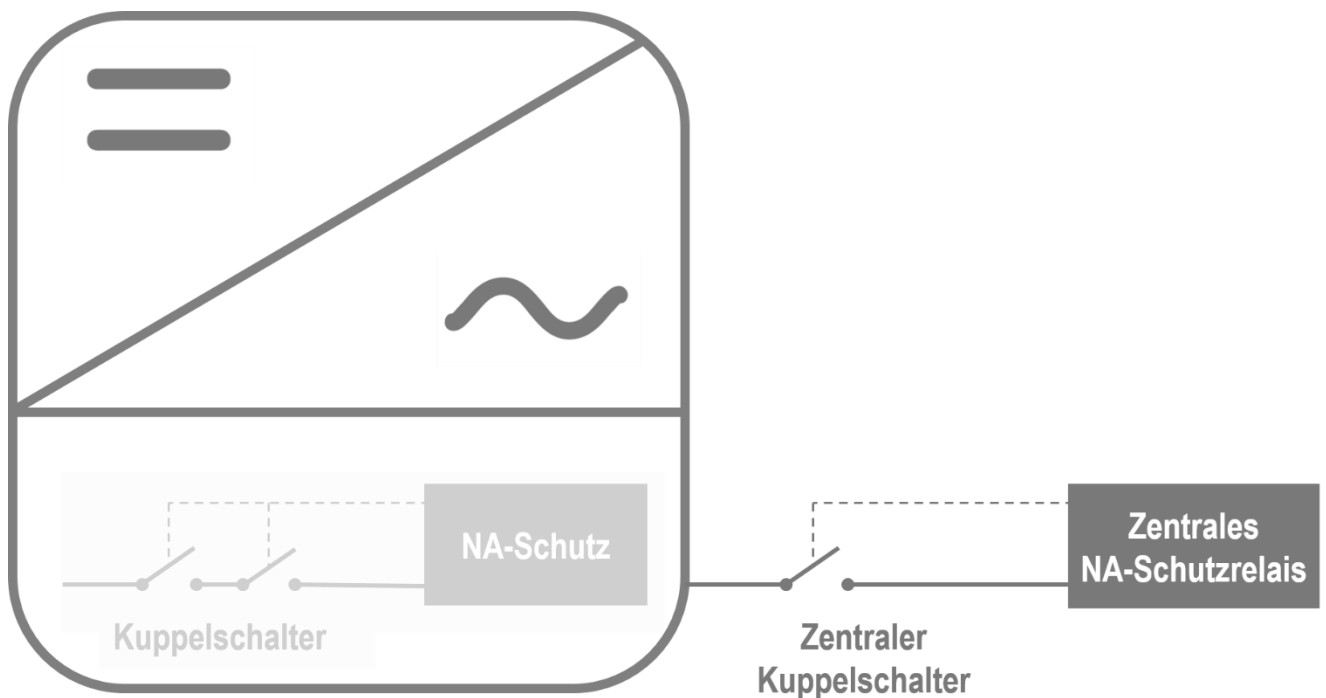 NA-Schutz
Kuppelschalter
Zentrales
NA-Schutzrelais
Zentraler
Kuppelschalter